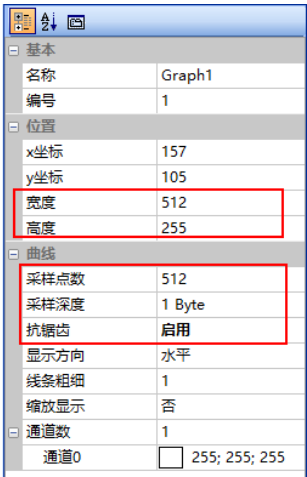 基本
名称 Graph1
编号 1
位置
x坐标 157
y坐标 105
宽度 512
高度 255
曲线
采样点数 512
采样深度 1 Byte
抗锯齿 启用
显示方向 水平
线条粗细 1
缩放显示 否
通道数 1
通道0 255; 255; 255